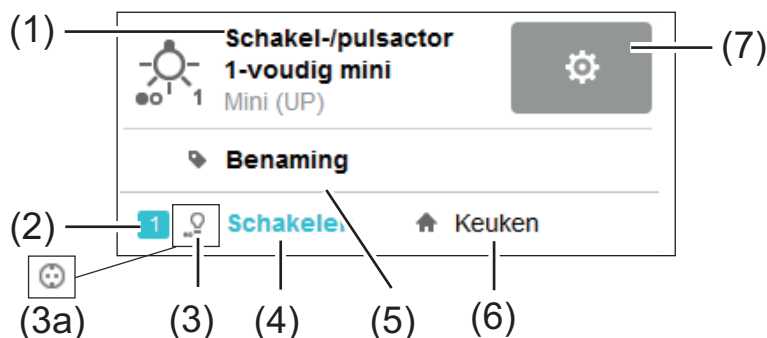 (1)
Schakel-/pulsactor
1-voudig mini
1
Mini (UP)
(7)
Benaming
(2)
1
Schakelen
Keuken
(3a)
(3)
(4)
(5)
(6)